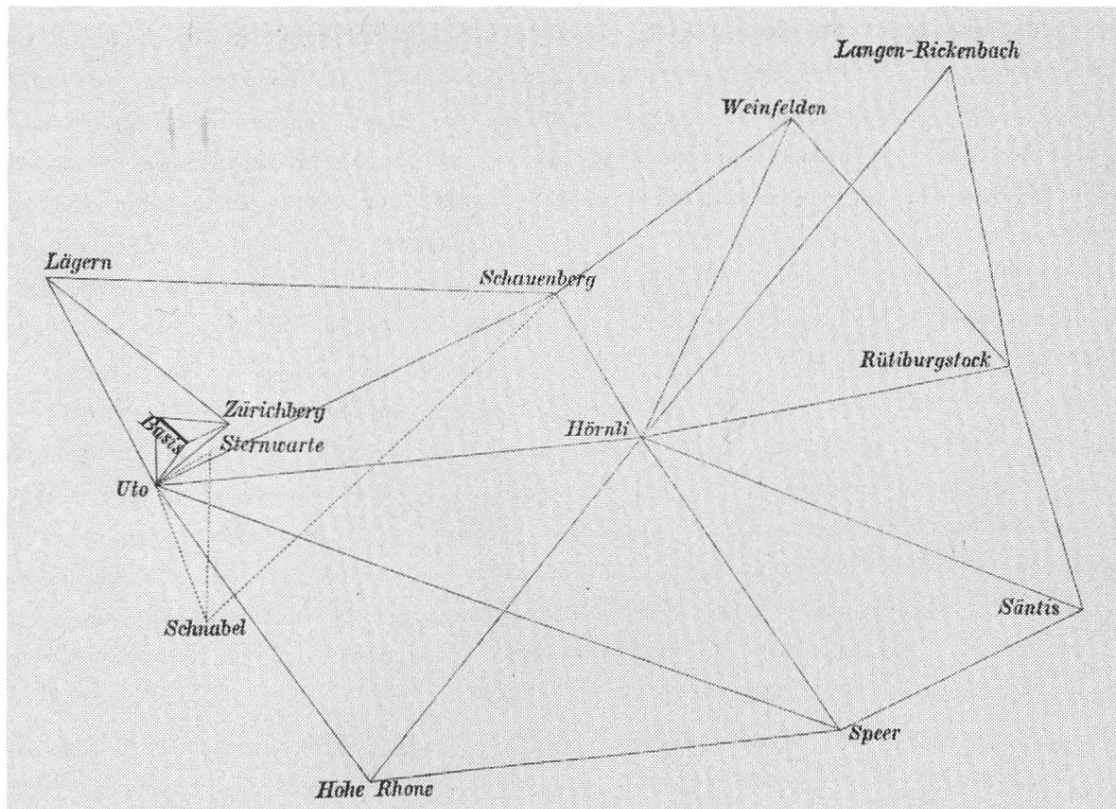 Langen-Rickenbach
Weinfelden
Lägern
Schauenberg
Rütiburgstock
Zürichberg
Basis
Sternwarte
Hörnli
Uto
Schnabel
Säntis
Speer
Hohe Rhone